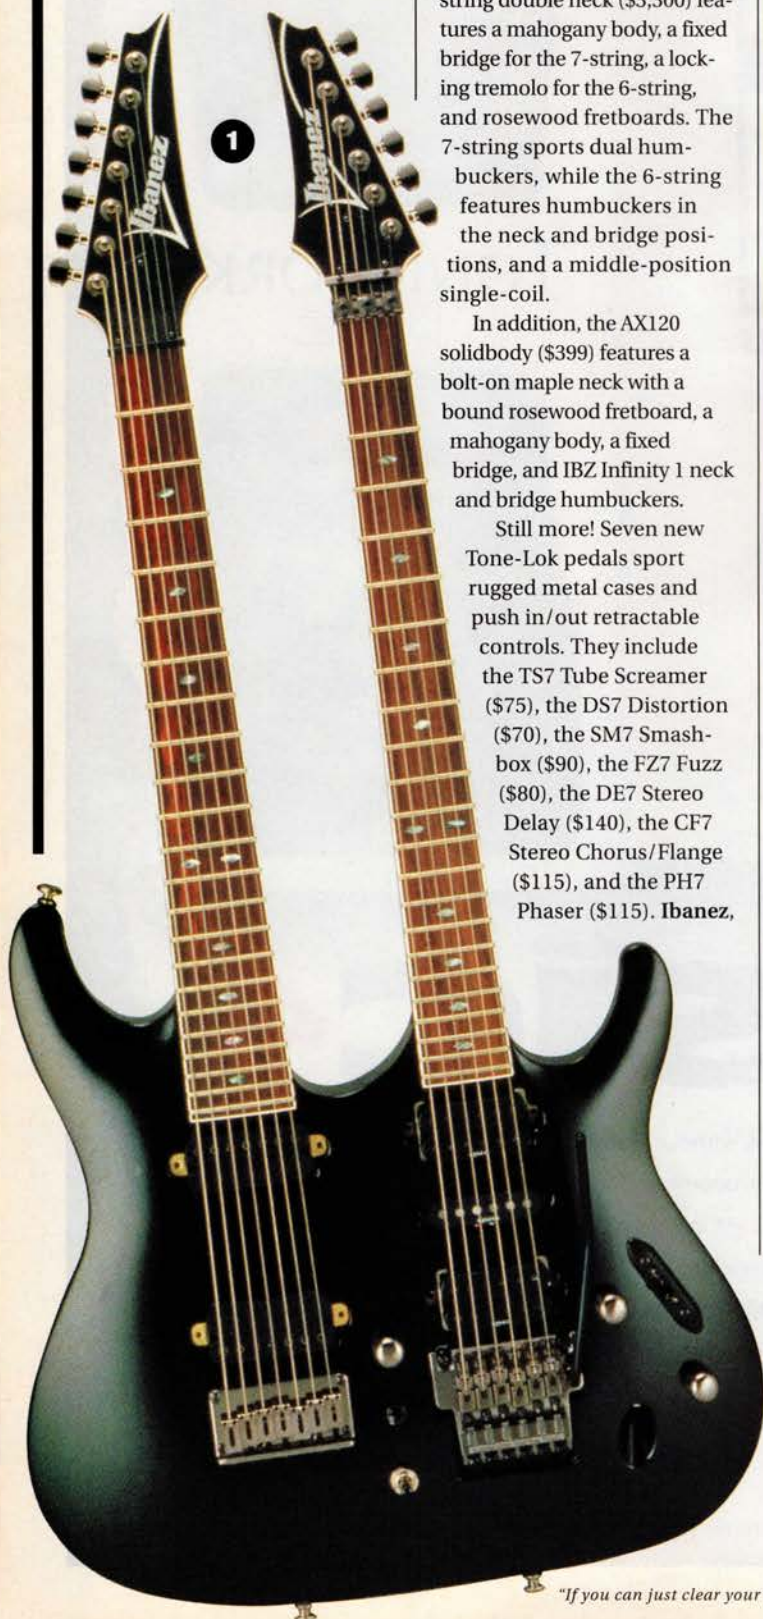 string double neck ($3,300) fea-
tures a mahogany body, a fixed
bridge for the 7-string, a lock-
ing tremolo for the 6-string,
and rosewood fretboards. The
7-string sports dual hum-
buckers, while the 6-string
features humbuckers in
the neck and bridge posi-
tions, and a middle-position
single-coil.
In addition, the AX120
solidbody ($399) features a
bolt-on maple neck with a
bound rosewood fretboard, a
mahogany body, a fixed
bridge, and IBZ Infinity 1 neck
and bridge humbuckers.
Still more! Seven new
Tone-Lok pedals sport
rugged metal cases and
push in/out retractable
controls. They include
the TS7 Tube Screamer
($75), the DS7 Distortion
($70), the SM7 Smash-
box ($90), the FZ7 Fuzz
($80), the DE7 Stereo
Delay ($140), the CF7
Stereo Chorus/Flange
($115), and the PH7
Phaser ($115). Ibanez,
1
Ibanez
Ibanez
"If you can just clear your